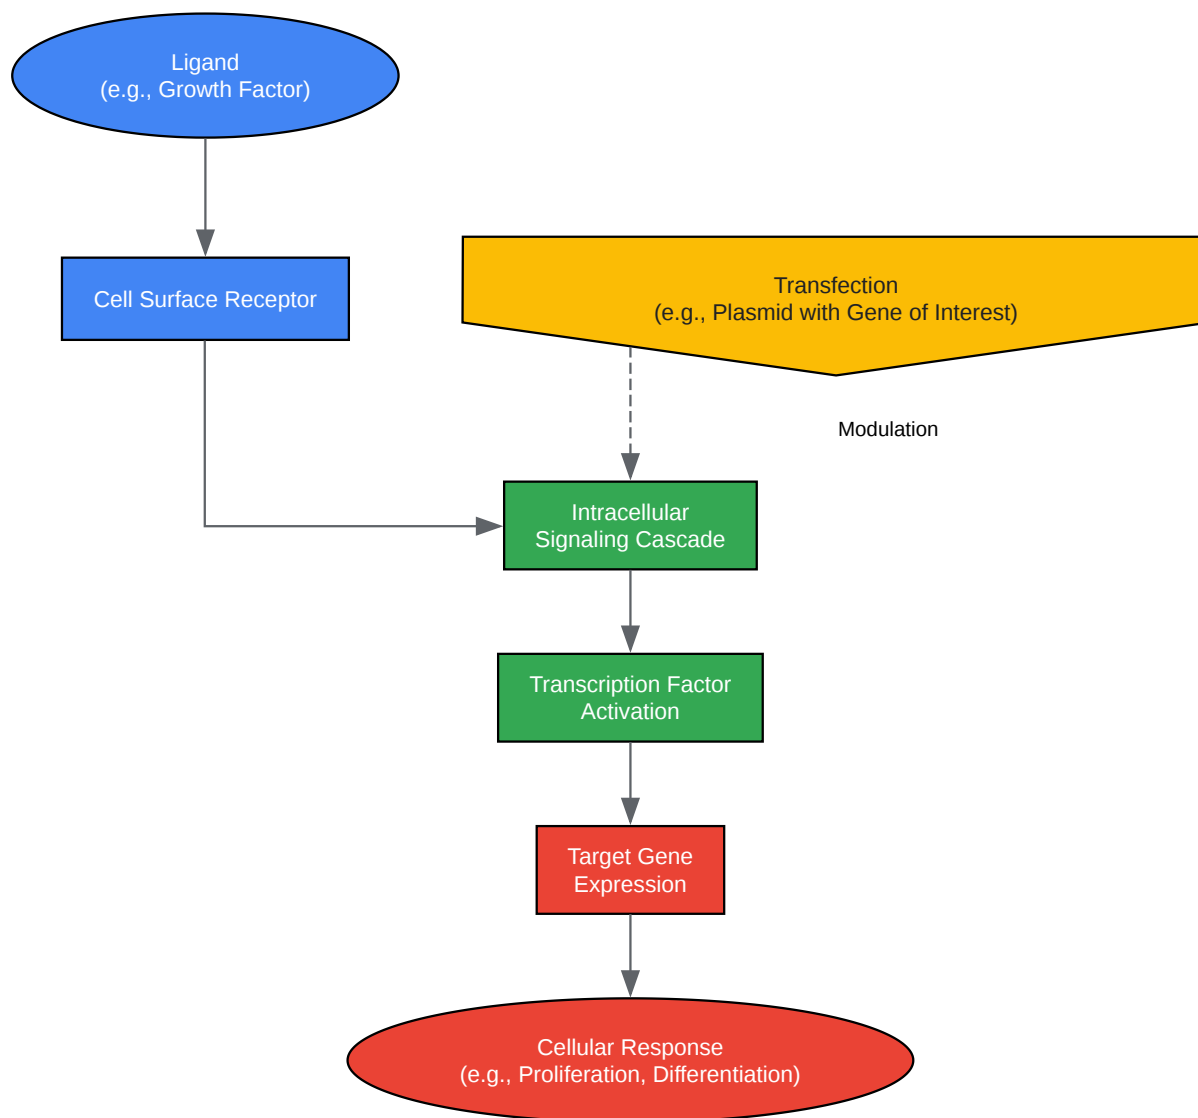 Ligand
(e.g., Growth Factor)
Cell Surface Receptor
Transfection
(e.g., Plasmid with Gene of Interest)
Modulation
Intracellular
Signaling Cascade
Transcription Factor
Activation
Target Gene
Expression
Cellular Response
(e.g., Proliferation, Differentiation)